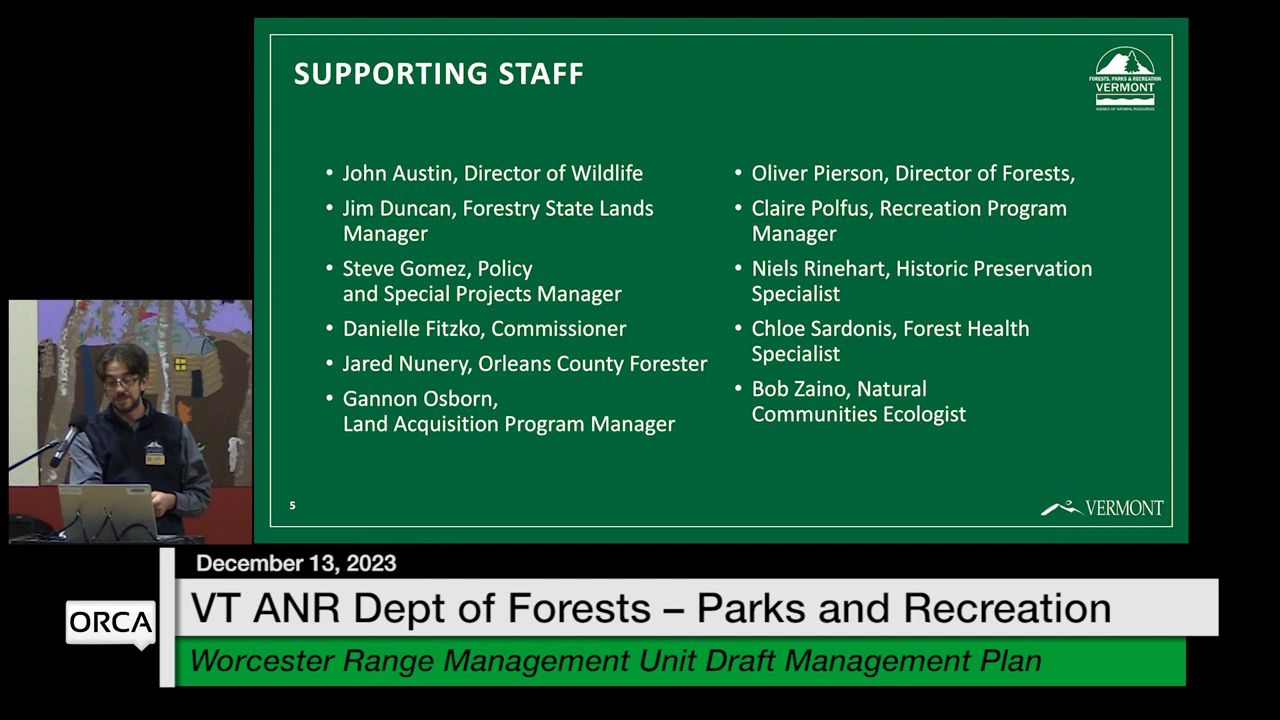 SUPPORTING STAFF
FORESTS, PARKS & RECREATION
VERMONT
AGENCY OF NATURAL RESOURCES
• John Austin, Director of Wildlife
• Jim Duncan, Forestry State Lands
Manager
• Steve Gomez, Policy
and Special Projects Manager
• Danielle Fitzko, Commissioner
• Jared Nunery, Orleans County Forester
• Gannon Osborn,
Land Acquisition Program Manager
• Oliver Pierson, Director of Forests,
• Claire Polfus, Recreation Program
Manager
• Niels Rinehart, Historic Preservation
Specialist
• Chloe Sardonis, Forest Health
Specialist
• Bob Zaino, Natural
Communities Ecologist
5
VERMONT
December 13, 2023
ORCA
VT ANR Dept of Forests – Parks and Recreation
Worcester Range Management Unit Draft Management Plan